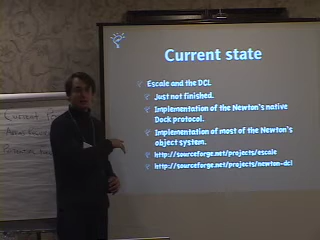 Current state
Escale and the DCL
Just not finished.
Implementation of the Newton's native
Dock protocol.
Implementation of most of the Newton's
object system.
http://sourceforge.net/projects/escale
http://sourceforge.net/projects/newton-dcl